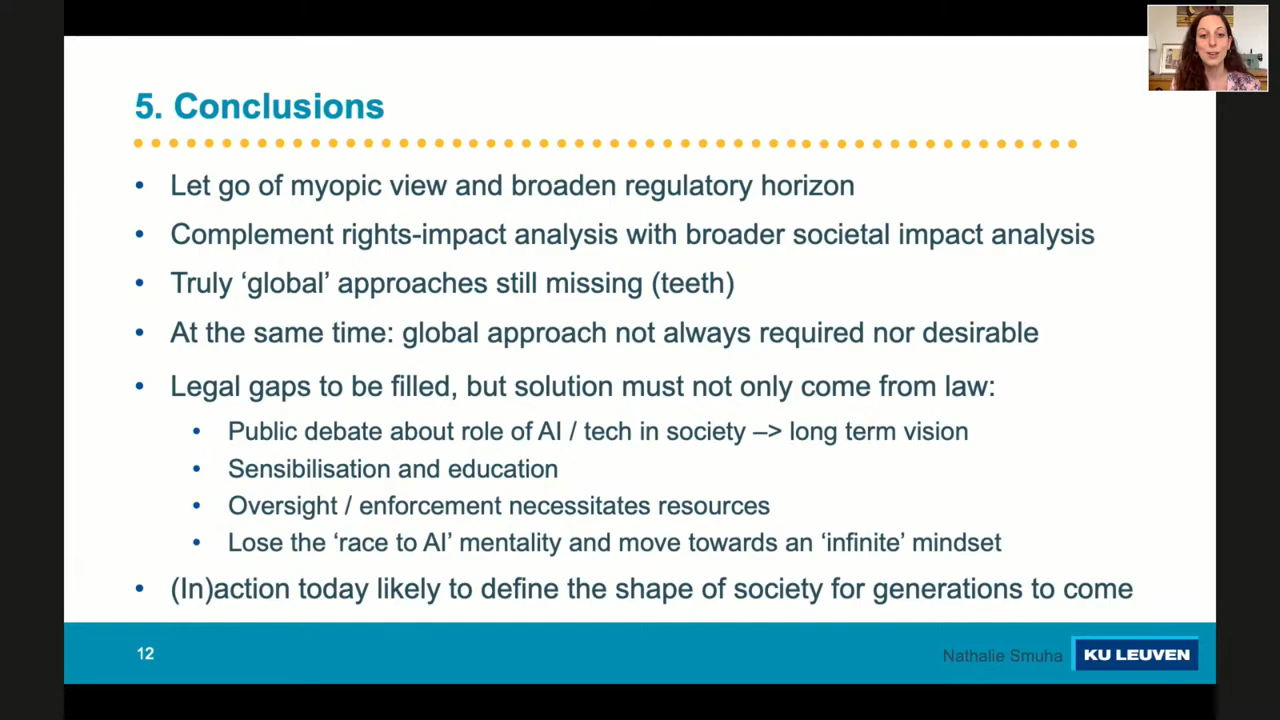 5. Conclusions
• Let go of myopic view and broaden regulatory horizon
• Complement rights-impact analysis with broader societal impact analysis
• Truly ‘global’ approaches still missing (teeth)
• At the same time: global approach not always required nor desirable
• Legal gaps to be filled, but solution must not only come from law:
• Public debate about role of AI / tech in society –> long term vision
• Sensibilisation and education
• Oversight / enforcement necessitates resources
• Lose the ‘race to AI’ mentality and move towards an ‘infinite’ mindset
• (In)action today likely to define the shape of society for generations to come
12
Nathalie Smuha
KU LEUVEN